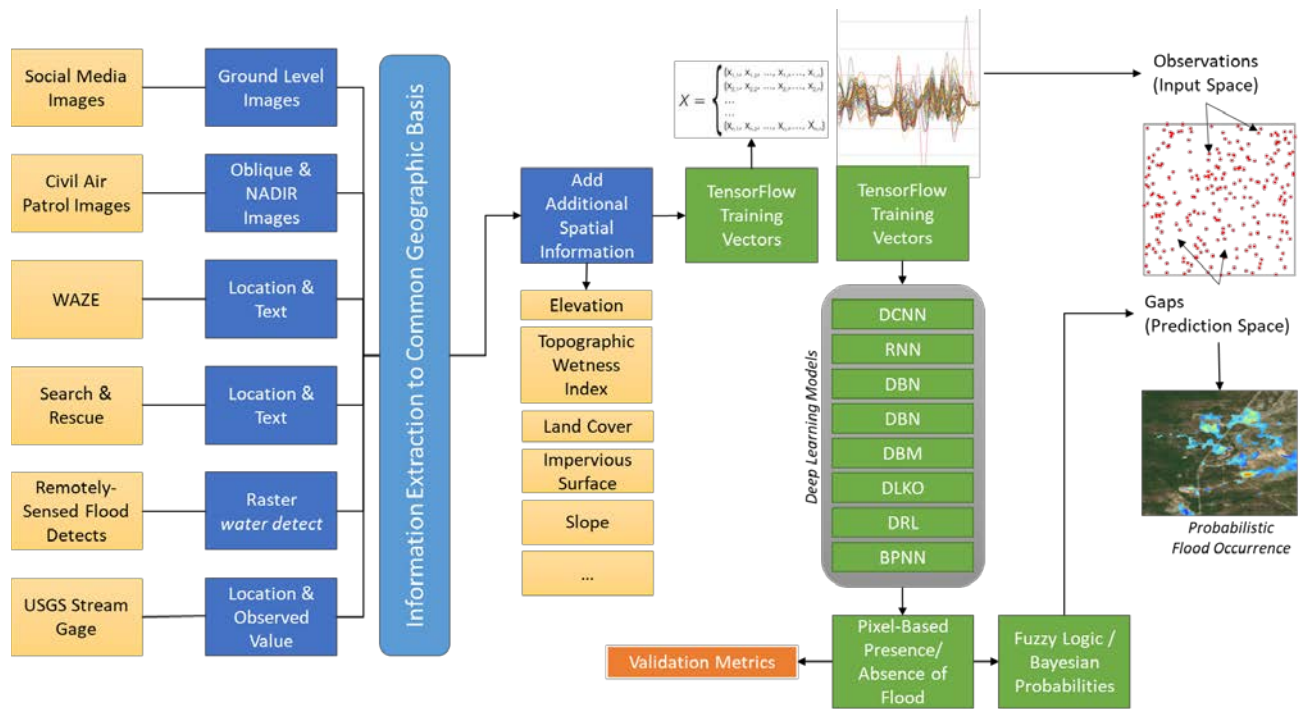 Social Media
Images
Ground Level
Images
Civil Air
Patrol Images
Oblique &
NADIR
Images
WAZE
Location &
Text
Search &
Rescue
Location &
Text
Remotely-
Sensed Flood
Detects
Raster
water detect
USGS Stream
Gage
Location &
Observed
Value
Information Extraction to Common Geographic Basis
Add
Additional
Spatial
Information
Elevation
Topographic
Wetness
Index
Land Cover
Impervious
Surface
Slope
...
X =
...
...
TensorFlow
Training
Vectors
TensorFlow
Training
Vectors
Deep Learning Models
DCNN
RNN
DBN
DBN
DBM
DLKO
DRL
BPNN
Pixel-Based
Presence/
Absence of
Flood
Validation Metrics
Fuzzy Logic /
Bayesian
Probabilities
Observations
(Input Space)
Gaps
(Prediction Space)
Probabilistic
Flood Occurrence